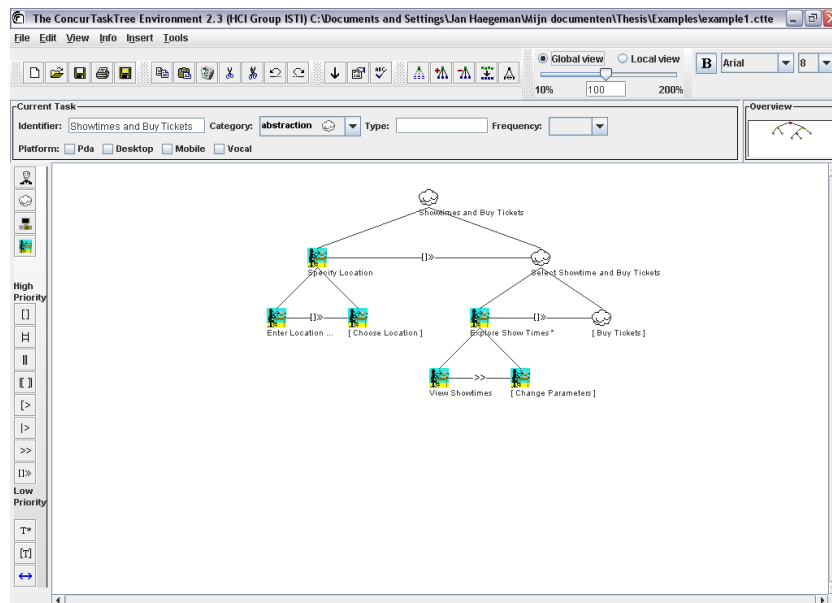 The ConcurTaskTree Environment 2.3 (HCI Group ISTI) C:\Documents and Settings\Jan Haegeman\Mijn documenten\Thesis\Examples\example1.ctte
File Edit View Info Insert Tools
Global view Local view
B Arial 8
10% 100 200%
Current Task
Identifier: Showtimes and Buy Tickets Category: abstraction Type: Frequency:
Platform: Pda Desktop Mobile Vocal
Overview
Showtimes and Buy Tickets
[]>>
Specify Location
Select Showtime and Buy Tickets
[]>>
[]>>
Enter Location ...
[ Choose Location ]
Explore Show Times *
[ Buy Tickets ]
>>
View Showtimes
[ Change Parameters ]
High
Priority
[]
|=|
||
[[ ]]
[>
|>
>>
[]>>
Low
Priority
T*
[T]